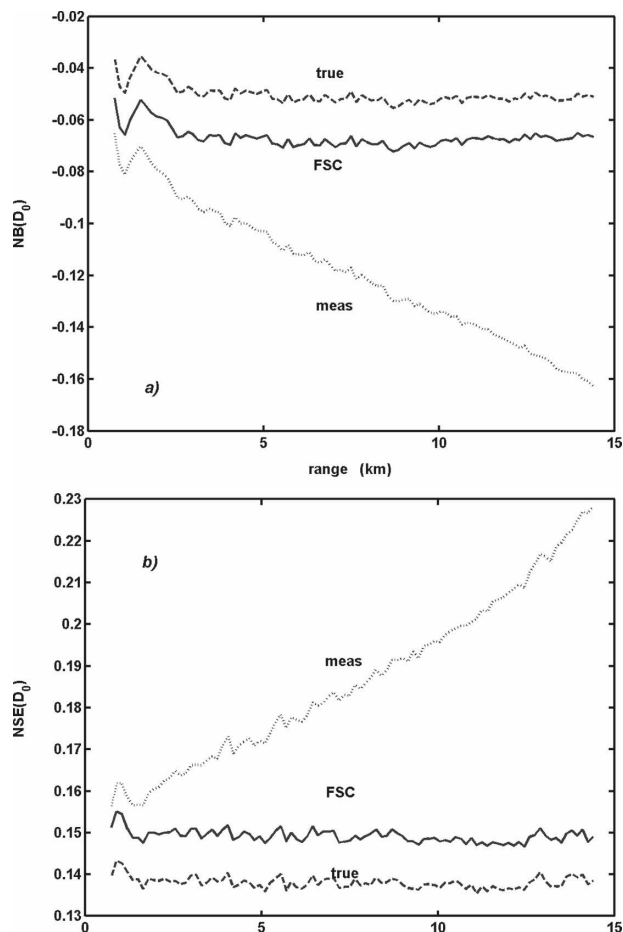 -0.02
-0.04
-0.06
-0.08
-0.1
-0.12
-0.14
-0.16
-0.18
NB(D0)
true
FSC
meas
a)
0 5 10 15
range (km)
0.23
0.22
0.21
0.2
0.19
0.18
0.17
0.16
0.15
0.14
0.13
NSE(D0)
b)
meas
FSC
true
0 5 10 15